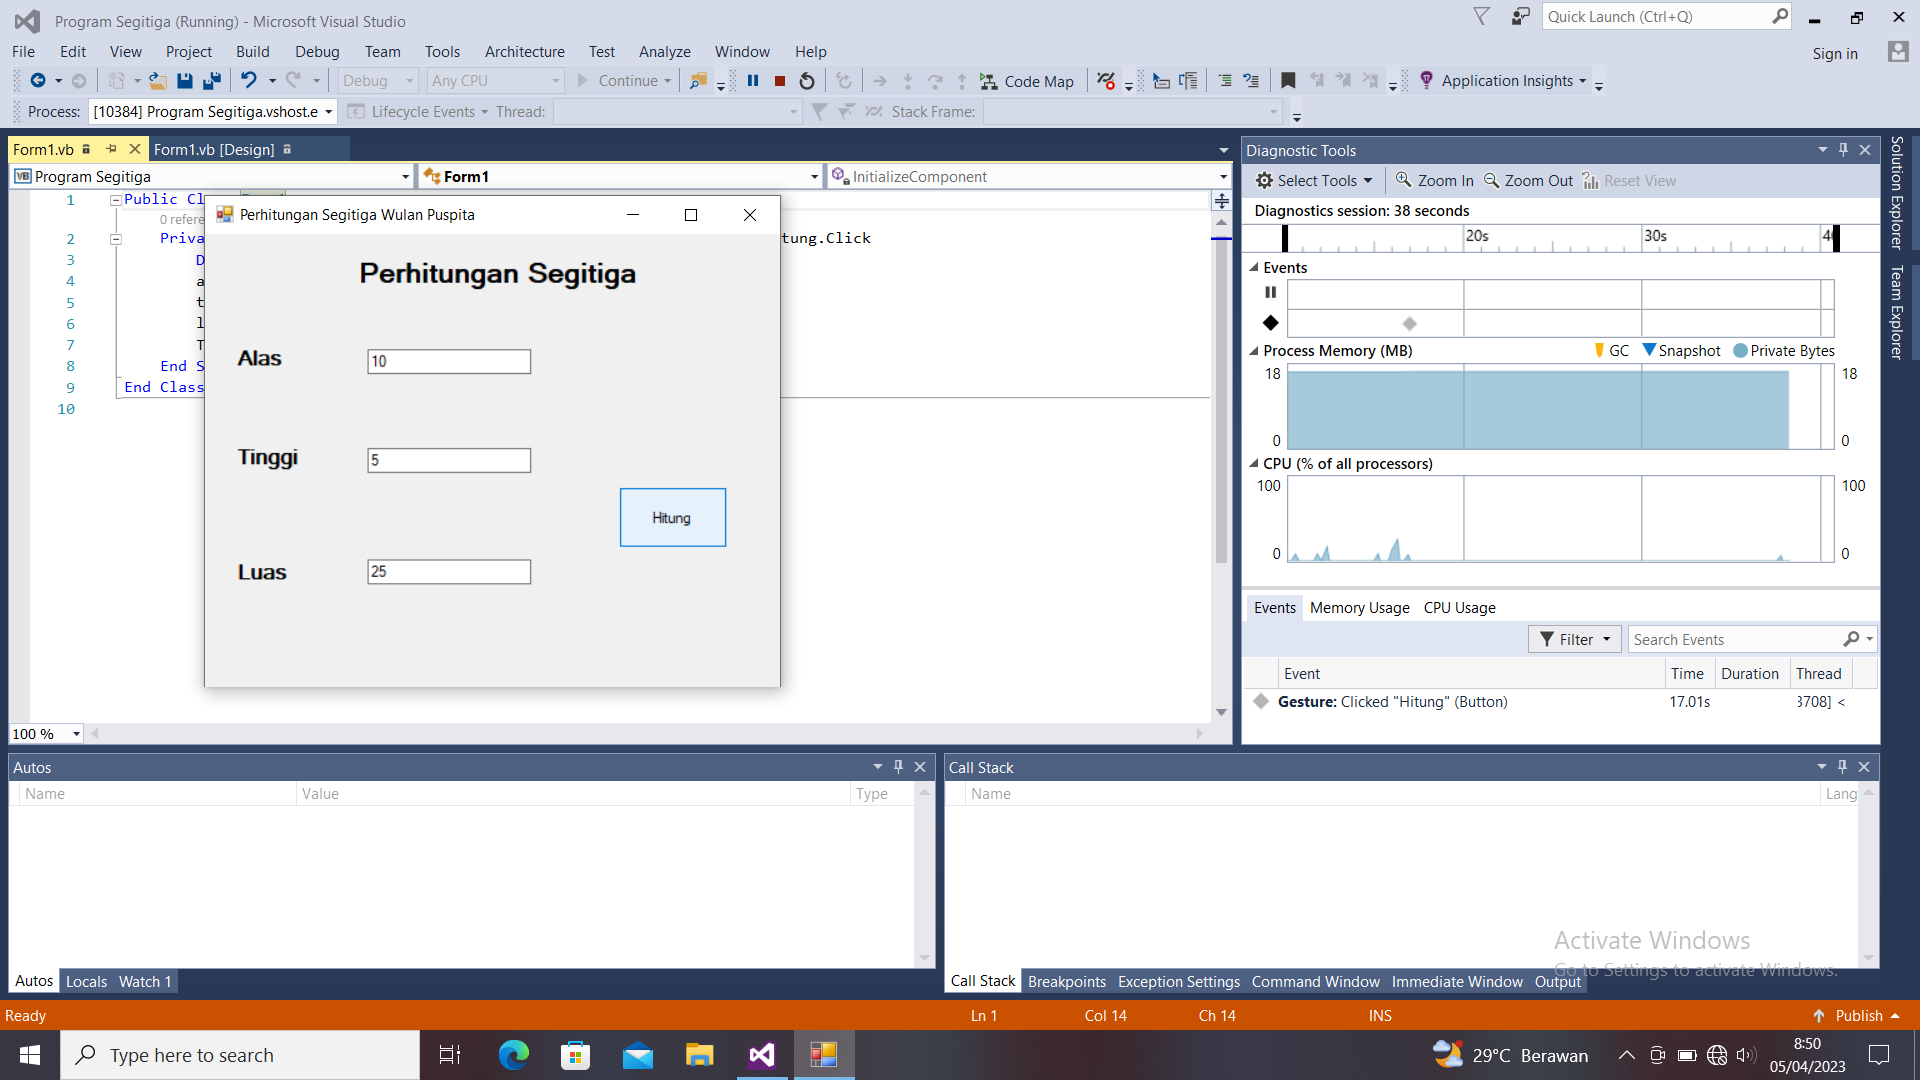 Program Segitiga (Running) - Microsoft Visual Studio
Quick Launch (Ctrl+Q)
File Edit View Project Build Debug Team Tools Architecture Test Analyze Window Help
Sign in
Debug Any CPU Continue Code Map Application Insights
Process: [10384] Program Segitiga.vshost.e Lifecycle Events Thread: Stack Frame:
Form1.vb Form1.vb [Design]
Program Segitiga Form1 InitializeComponent
1 Public Cl
0 refere
2 Priva tung.Click
3 D
4 a
5 t
6 l
7 T
8 End S
9 End Class
10
Perhitungan Segitiga Wulan Puspita
Perhitungan Segitiga
Alas 10
Tinggi 5
Hitung
Luas 25
100 %
Diagnostic Tools
Select Tools Zoom In Zoom Out Reset View
Diagnostics session: 38 seconds
20s 30s 40
Events
Process Memory (MB) GC Snapshot Private Bytes
18 18
0 0
CPU (% of all processors)
100 100
0 0
Events Memory Usage CPU Usage
Filter Search Events
Event Time Duration Thread
Gesture: Clicked "Hitung" (Button) 17.01s 3708] <
Solution Explorer
Team Explorer
Autos
Name Value Type
Autos Locals Watch 1
Call Stack
Name Lang
Activate Windows
Go to Settings to activate Windows.
Call Stack Breakpoints Exception Settings Command Window Immediate Window Output
Ready Ln 1 Col 14 Ch 14 INS Publish
Type here to search
29°C Berawan
8:50
05/04/2023